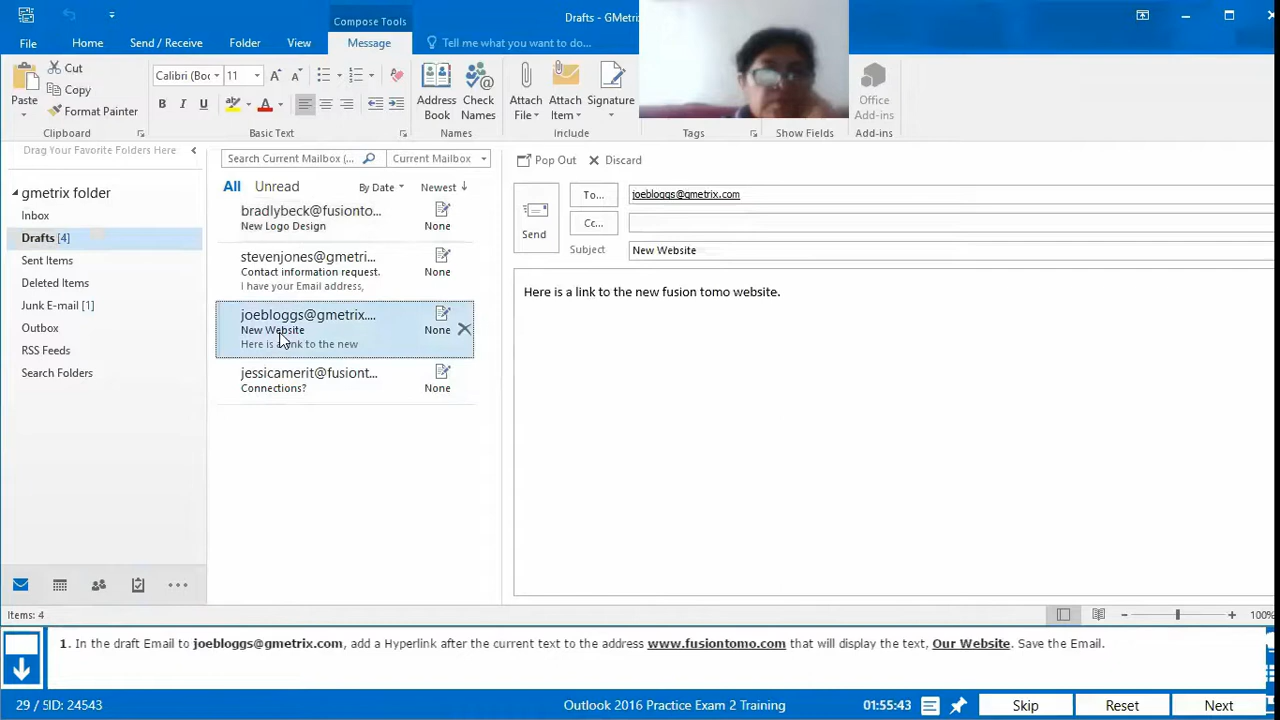 Compose Tools
Drafts - GMetri
File
Home
Send / Receive
Folder
View
Message
Tell me what you want to do...
Paste
Cut
Copy
Format Painter
Clipboard
Calibri (Bo
11
B I U
A
Basic Text
Address Book
Check Names
Names
Attach File
Attach Item
Signature
Include
Tags
Show Fields
Office Add-ins
Add-ins
Drag Your Favorite Folders Here
gmetrix folder
Inbox
Drafts [4]
Sent Items
Deleted Items
Junk E-mail [1]
Outbox
RSS Feeds
Search Folders
Search Current Mailbox (...
Current Mailbox
All
Unread
By Date
Newest
bradlybeck@fusionto...
New Logo Design
None
stevenjones@gmetri...
Contact information request.
None
I have your Email address,
joebloggs@gmetrix....
New Website
None
Here is a link to the new
jessicamerit@fusiont...
Connections?
None
Pop Out
Discard
Send
To...
joebloggs@gmetrix.com
Cc...
Subject
New Website
Here is a link to the new fusion tomo website.
Items: 4
100%
1. In the draft Email to joebloggs@gmetrix.com, add a Hyperlink after the current text to the address www.fusiontomo.com that will display the text, Our Website. Save the Email.
29 / 5
ID: 24543
Outlook 2016 Practice Exam 2 Training
01:55:43
Skip
Reset
Next